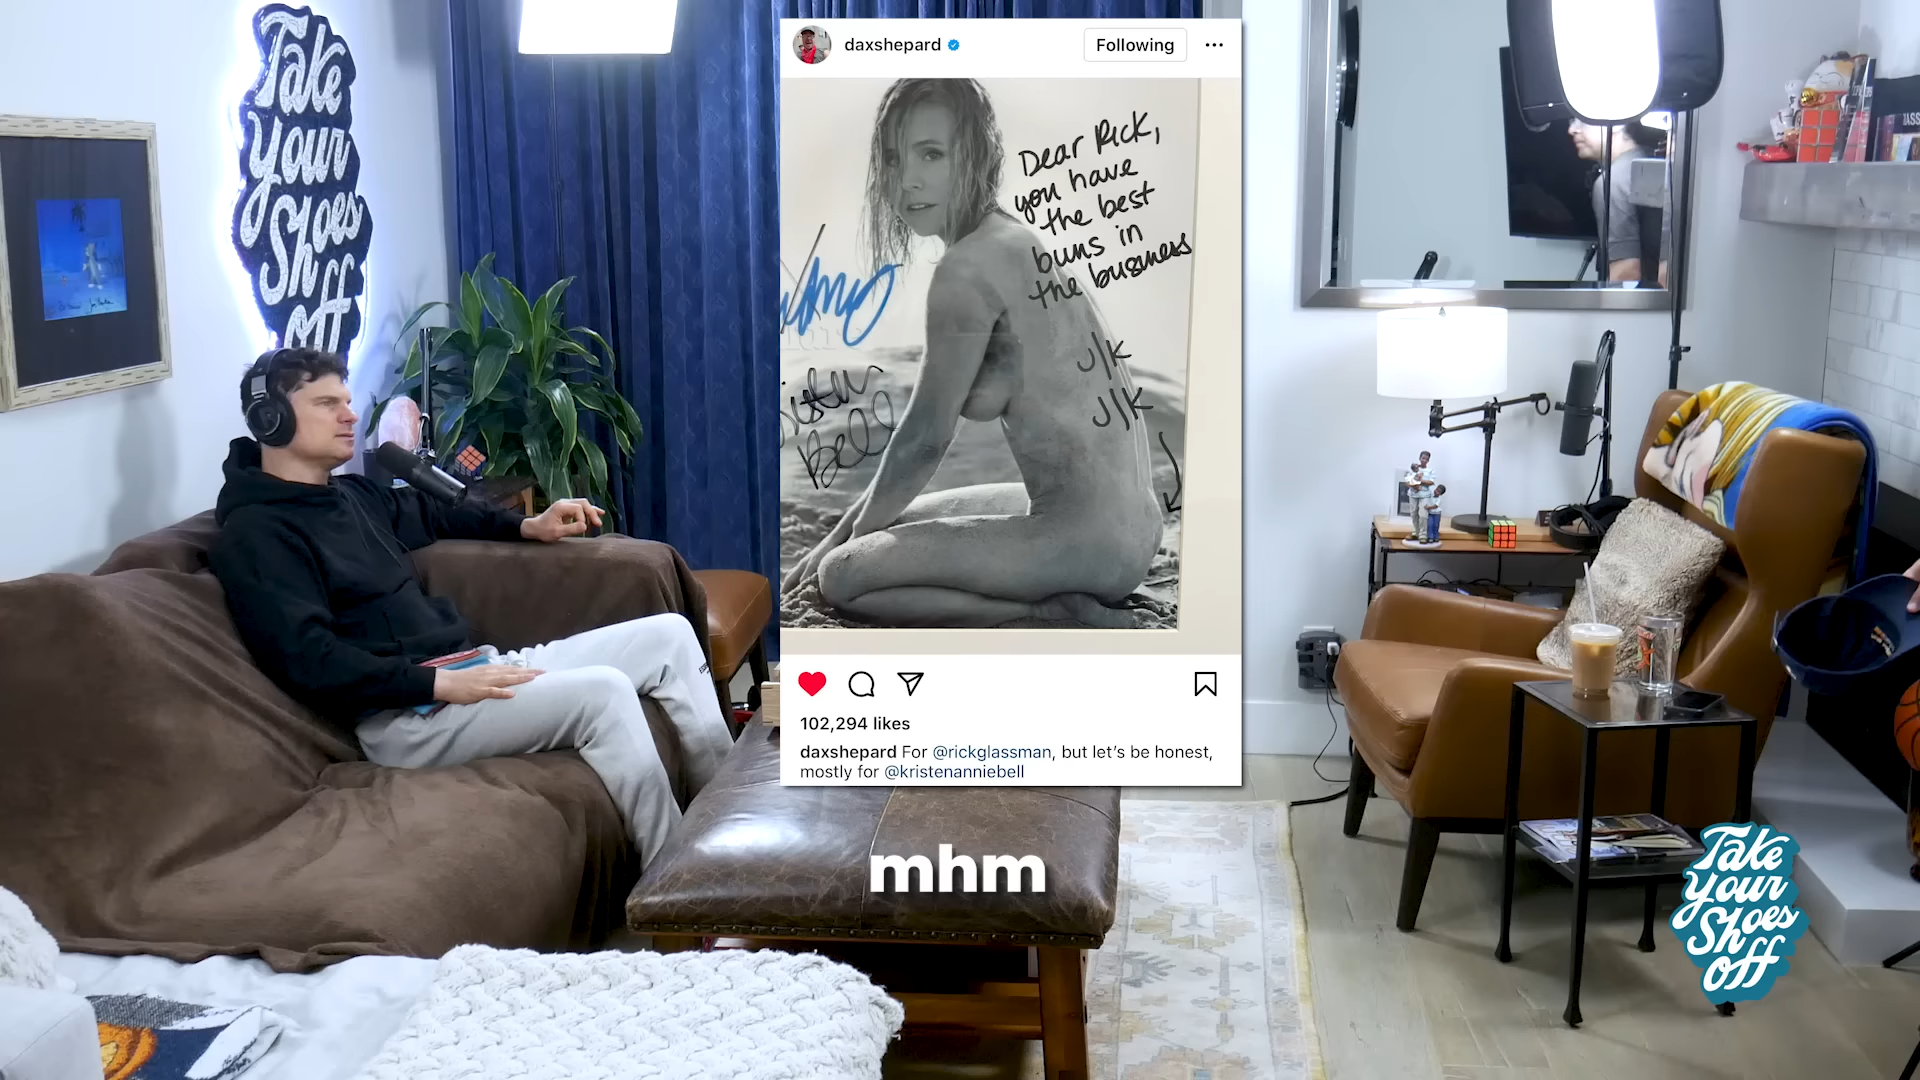 Take
Your
Shoes
Off
daxshepard
Following
Dear Rick,
you have
the best
buns in
the business
J/K
J/K
Bell
102,294 likes
daxshepard For @rickglassman, but let's be honest,
mostly for @kristenanniebell
mhm
Take
Your
Shoes
Off